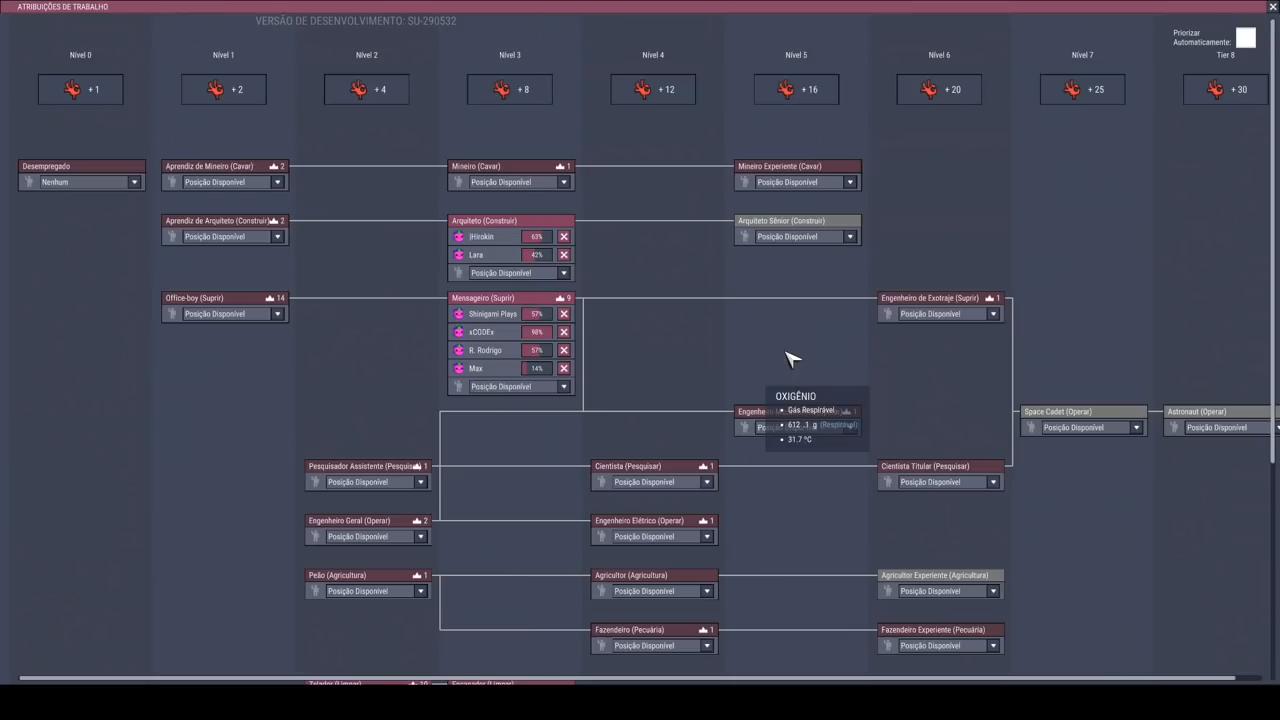 ATRIBUIÇÕES DE TRABALHO
VERSÃO DE DESENVOLVIMENTO: SU-290532
Priorizar
Automaticamente:
Nível 0
Nível 1
Nível 2
Nível 3
Nível 4
Nível 5
Nível 6
Nível 7
Tier 8
+ 1
+ 2
+ 4
+ 8
+ 12
+ 16
+ 20
+ 25
+ 30
Desempregado
Nenhum
Aprendiz de Mineiro (Cavar) 2
Posição Disponível
Mineiro (Cavar) 1
Posição Disponível
Mineiro Experiente (Cavar)
Posição Disponível
Aprendiz de Arquiteto (Construir) 2
Posição Disponível
Arquiteto (Construir)
|Hirokin 63%
Lara 42%
Posição Disponível
Arquiteto Sênior (Construir)
Posição Disponível
Office-boy (Suprir) 14
Posição Disponível
Mensageiro (Suprir) 9
Shinigami Plays 57%
xCODEx 98%
R. Rodrigo 57%
Max 14%
Posição Disponível
Engenheiro de Exotraje (Suprir) 1
Posição Disponível
OXIGÊNIO
Gás Respirável
612 .1 g (Respirável)
31.7 ºC
Space Cadet (Operar)
Posição Disponível
Astronaut (Operar)
Posição Disponível
Pesquisador Assistente (Pesquisa 1
Posição Disponível
Cientista (Pesquisar) 1
Posição Disponível
Cientista Titular (Pesquisar)
Posição Disponível
Engenheiro Geral (Operar) 2
Posição Disponível
Engenheiro Elétrico (Operar) 1
Posição Disponível
Peão (Agricultura) 1
Posição Disponível
Agricultor (Agricultura)
Posição Disponível
Agricultor Experiente (Agricultura)
Posição Disponível
Fazendeiro (Pecuária) 1
Posição Disponível
Fazendeiro Experiente (Pecuária)
Posição Disponível